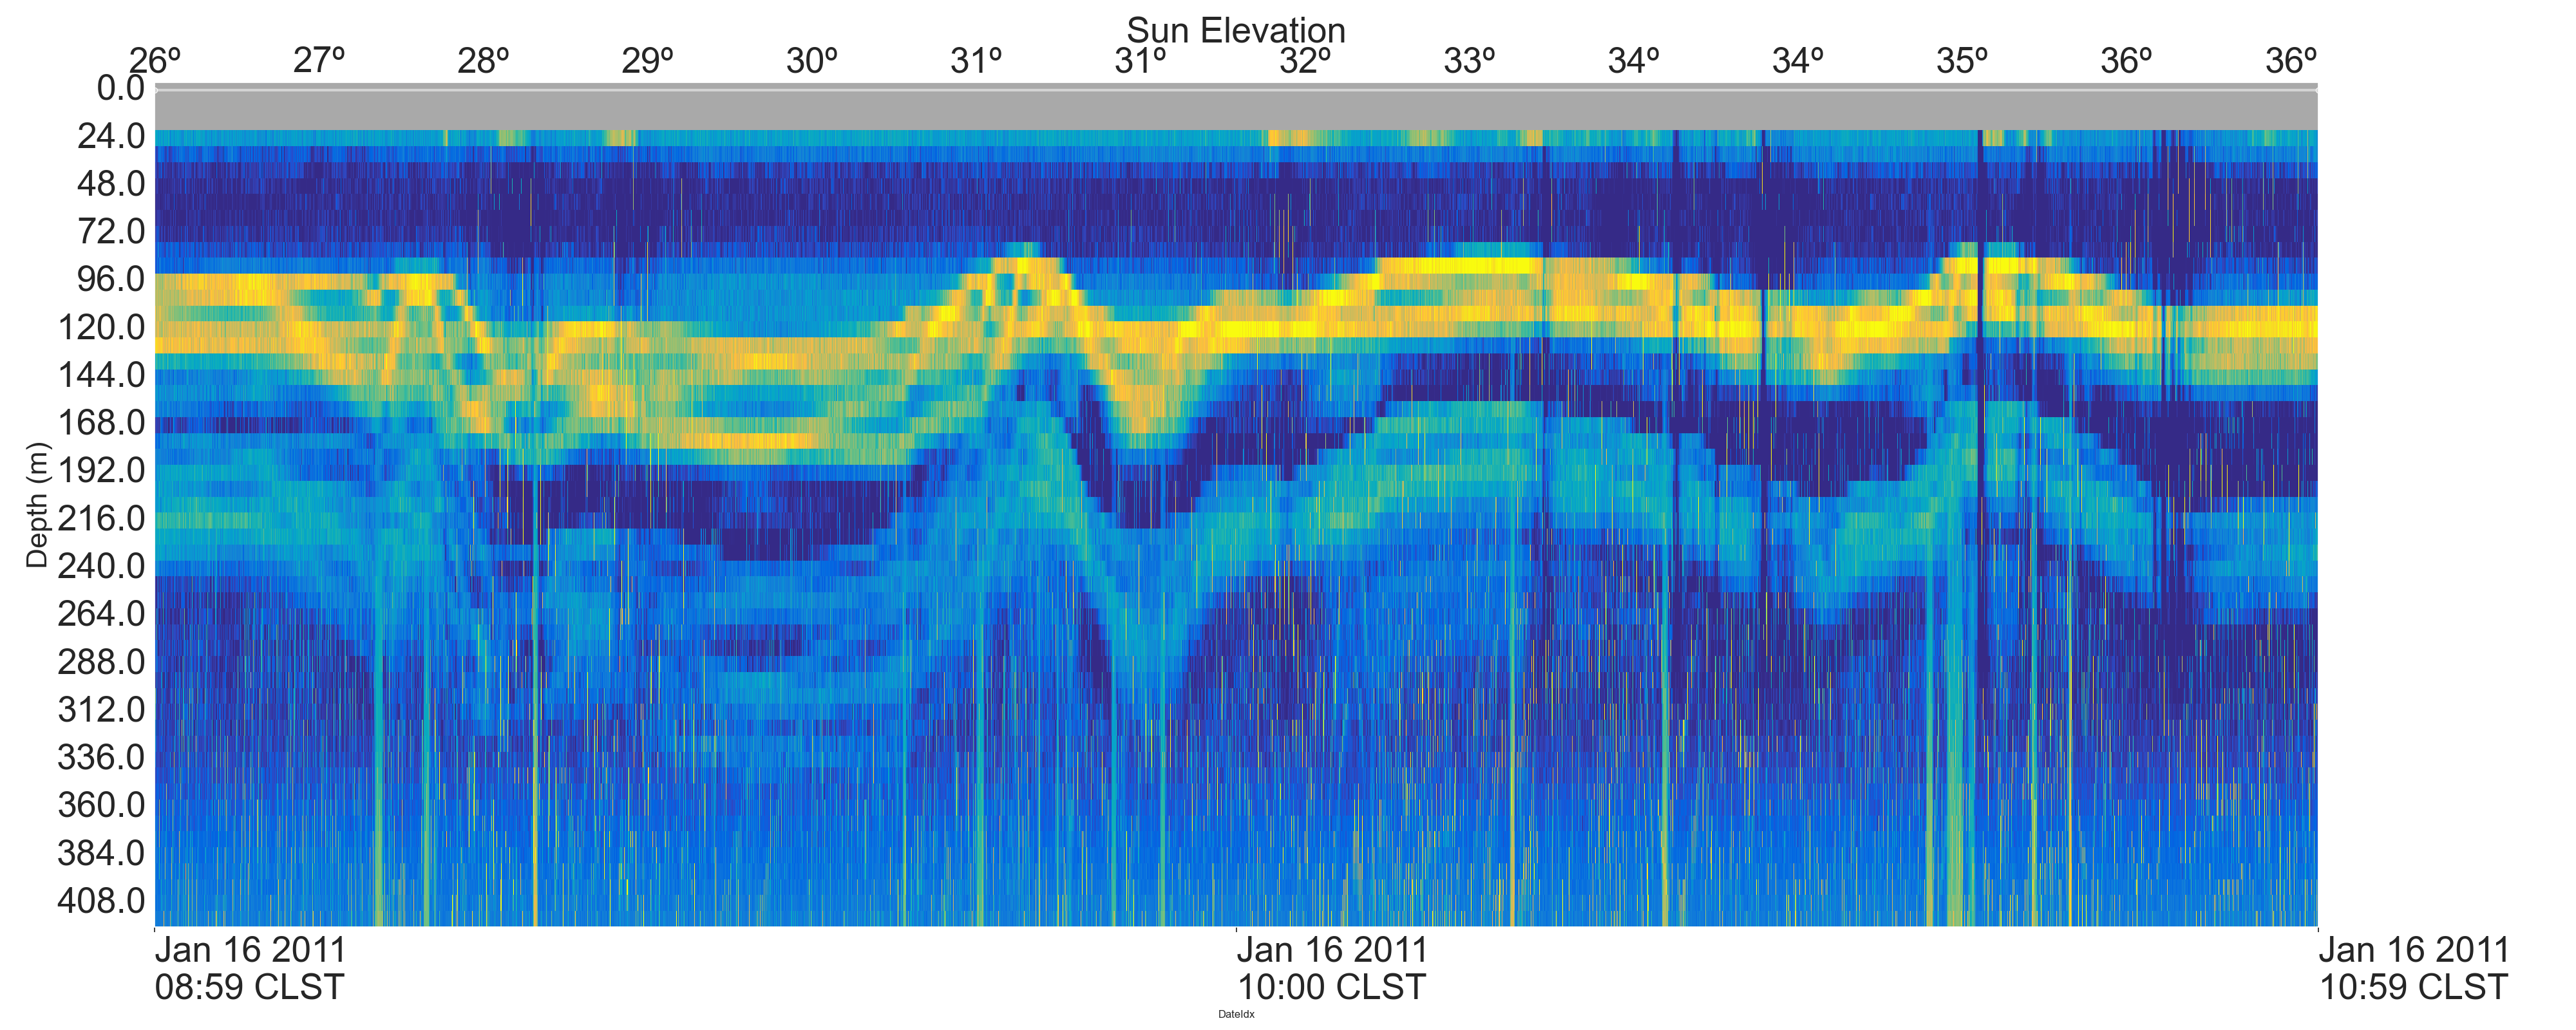 Sun Elevation
26º 27º 28º 29º 30º 31º 31º 32º 33º 34º 34º 35º 36º 36º
0.0
24.0
48.0
72.0
96.0
120.0
144.0
168.0
192.0
216.0
240.0
264.0
288.0
312.0
336.0
360.0
384.0
408.0
Depth (m)
Jan 16 2011
08:59 CLST
Jan 16 2011
10:00 CLST
Jan 16 2011
10:59 CLST
DateIdx